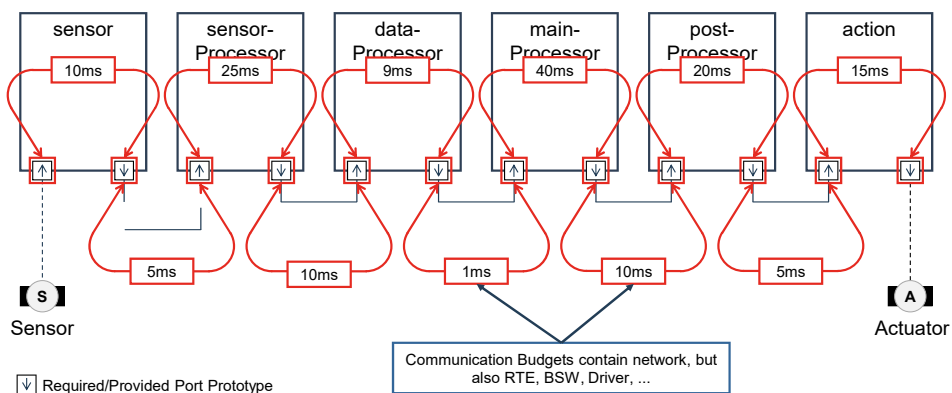 sensor
sensor-
Processor
data-
Processor
main-
Processor
post-
Processor
action
10ms
25ms
9ms
40ms
20ms
15ms
5ms
10ms
1ms
10ms
5ms
S
Sensor
A
Actuator
Communication Budgets contain network, but
also RTE, BSW, Driver, ...
Required/Provided Port Prototype